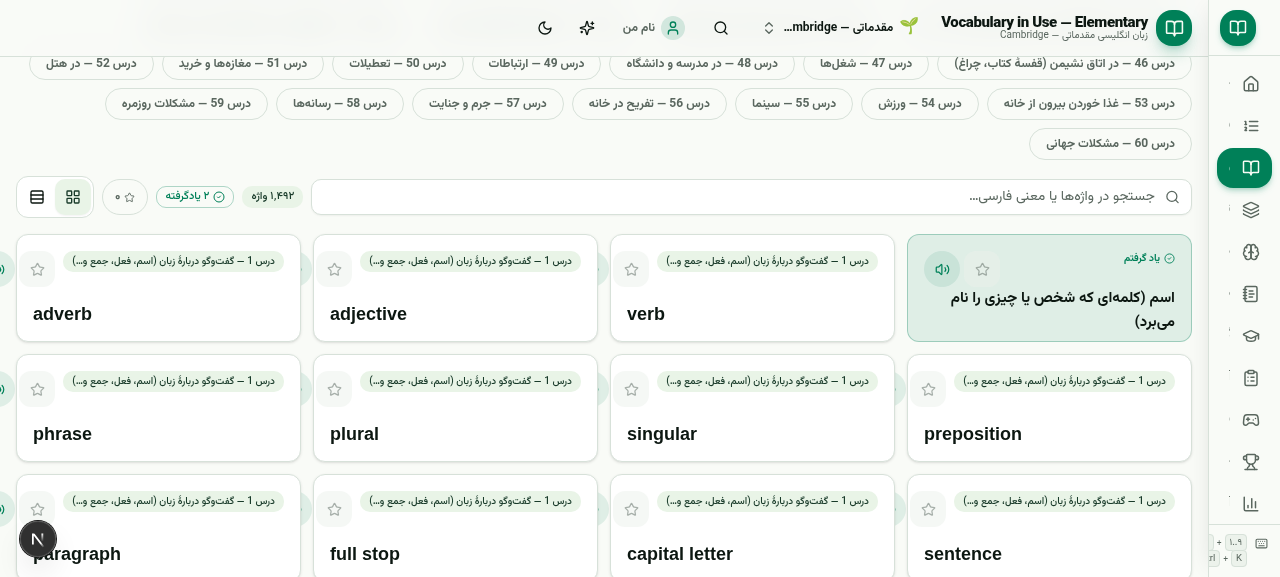 Vocabulary in Use — Elementary
زبان انگلیسی مقدماتی — Cambridge
مقدماتی — mbridge...
نام من
درس 46 — در اتاق نشیمن (قفسهٔ کتاب، چراغ)
درس 47 — شغل‌ها
درس 48 — در مدرسه و دانشگاه
درس 49 — ارتباطات
درس 50 — تعطیلات
درس 51 — مغازه‌ها و خرید
درس 52 — در هتل
درس 53 — غذا خوردن بیرون از خانه
درس 54 — ورزش
درس 55 — سینما
درس 56 — تفریح در خانه
درس 57 — جرم و جنایت
درس 58 — رسانه‌ها
درس 59 — مشکلات روزمره
درس 60 — مشکلات جهانی
جستجو در واژه‌ها یا معنی فارسی...
۱,۴۹۲ واژه
۲ یادگرفته
۰
یاد گرفتم
اسم (کلمه‌ای که شخص یا چیزی را نام
می‌برد)
درس 1 — گفت‌وگو دربارهٔ زبان (اسم، فعل، جمع و...)
verb
درس 1 — گفت‌وگو دربارهٔ زبان (اسم، فعل، جمع و...)
adjective
درس 1 — گفت‌وگو دربارهٔ زبان (اسم، فعل، جمع و...)
adverb
درس 1 — گفت‌وگو دربارهٔ زبان (اسم، فعل، جمع و...)
preposition
درس 1 — گفت‌وگو دربارهٔ زبان (اسم، فعل، جمع و...)
singular
درس 1 — گفت‌وگو دربارهٔ زبان (اسم، فعل، جمع و...)
plural
درس 1 — گفت‌وگو دربارهٔ زبان (اسم، فعل، جمع و...)
phrase
درس 1 — گفت‌وگو دربارهٔ زبان (اسم، فعل، جمع و...)
sentence
درس 1 — گفت‌وگو دربارهٔ زبان (اسم، فعل، جمع و...)
capital letter
درس 1 — گفت‌وگو دربارهٔ زبان (اسم، فعل، جمع و...)
full stop
درس 1 — گفت‌وگو دربارهٔ زبان (اسم، فعل، جمع و...)
paragraph
N
+ ۱..۹
+ K